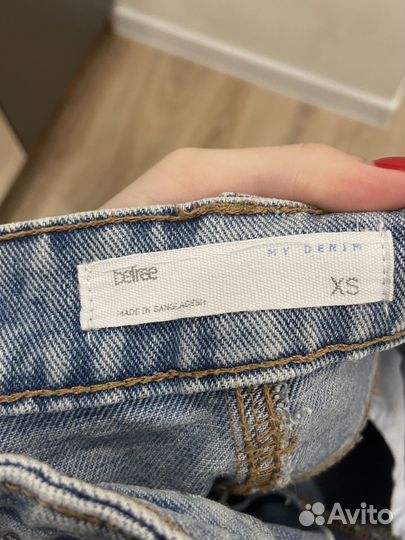 befree
MY DENIM
XS
MADE IN BANGLADESH
Avito